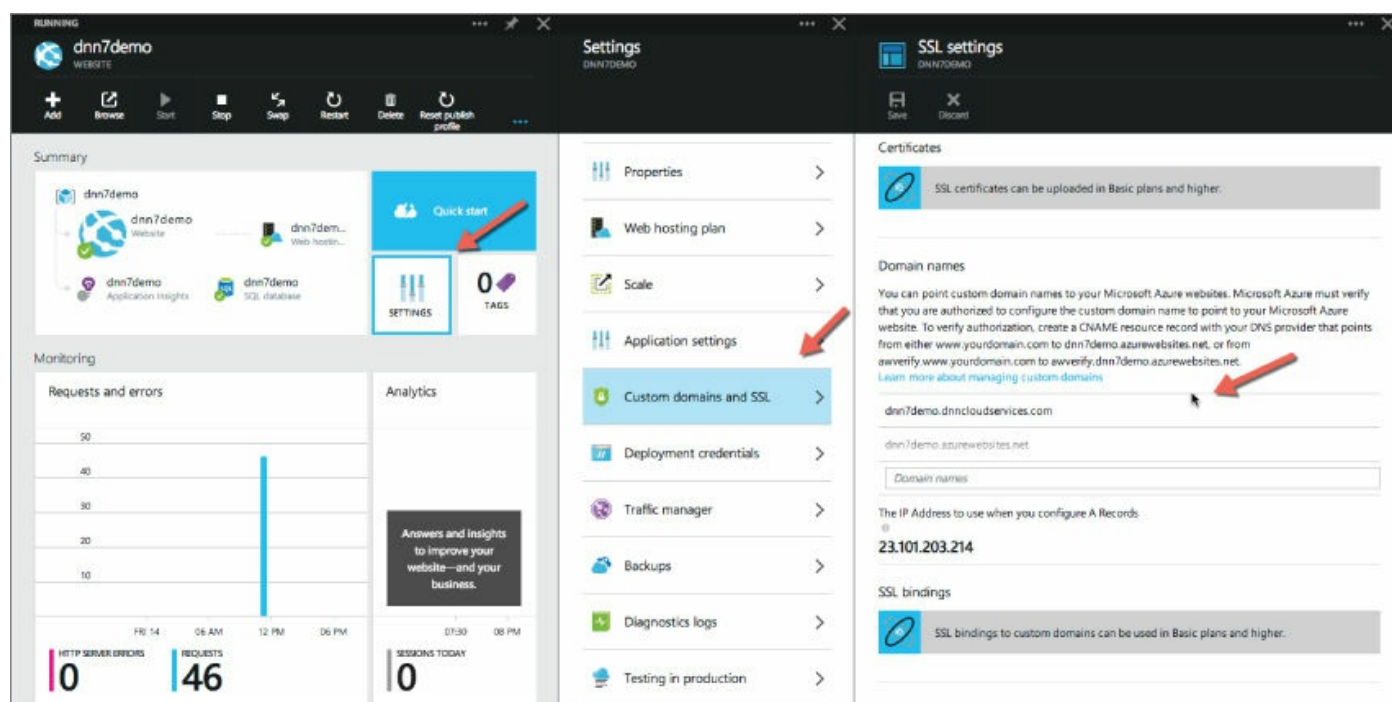 RUNNING
dnn7demo
WEBSITE
Add
Browse
Start
Stop
Swap
Restart
Delete
Reset publish
profile
Summary
dnn7demo
dnn7demo
Website
dnn7dem...
Web hostin...
dnn7demo
Application Insights
dnn7demo
SQL database
Quick start
SETTINGS
0
TAGS
Monitoring
Requests and errors
50
40
30
20
10
FRI 14
06 AM
12 PM
06 PM
HTTP SERVER ERRORS
0
REQUESTS
46
Analytics
Answers and insights
to improve your
website—and your
business.
07:30
08 PM
SESSIONS TODAY
0
Settings
DNN7DEMO
Properties
Web hosting plan
Scale
Application settings
Custom domains and SSL
Deployment credentials
Traffic manager
Backups
Diagnostics logs
Testing in production
SSL settings
DNN7DEMO
Save
Discard
Certificates
SSL certificates can be uploaded in Basic plans and higher.
Domain names
You can point custom domain names to your Microsoft Azure websites. Microsoft Azure must verify
that you are authorized to configure the custom domain name to point to your Microsoft Azure
website. To verify authorization, create a CNAME resource record with your DNS provider that points
from either www.yourdomain.com to dnn7demo.azurewebsites.net, or from
awverify.www.yourdomain.com to awverify.dnn7demo.azurewebsites.net.
Learn more about managing custom domains
dnn7demo.dnncloudservices.com
dnn7demo.azurewebsites.net
Domain names
The IP Address to use when you configure A Records
23.101.203.214
SSL bindings
SSL bindings to custom domains can be used in Basic plans and higher.